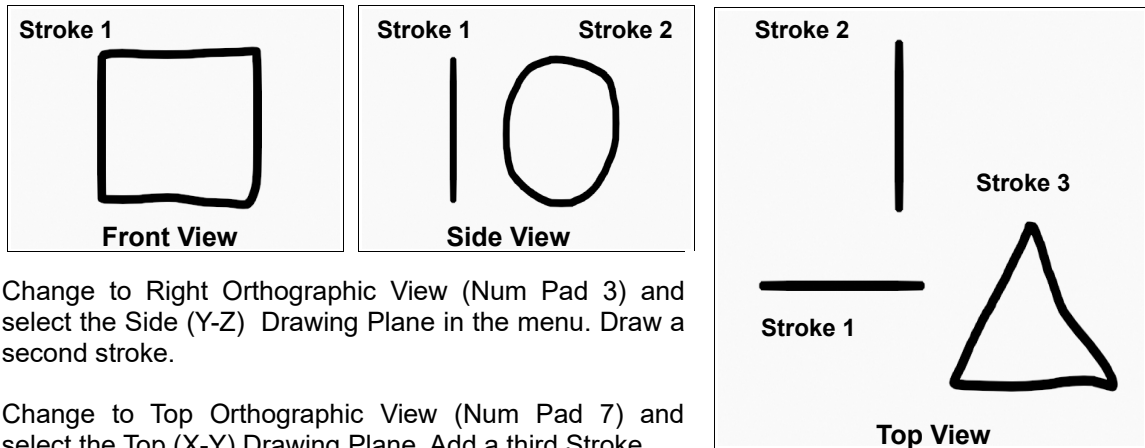 Stroke 1
Front View
Stroke 1 Stroke 2
Side View
Stroke 2
Stroke 3
Stroke 1
Top View
Change to Right Orthographic View (Num Pad 3) and
select the Side (Y-Z) Drawing Plane in the menu. Draw a
second stroke.
Change to Top Orthographic View (Num Pad 7) and
select the Top (X-Y) Drawing Plane. Add a third Stroke